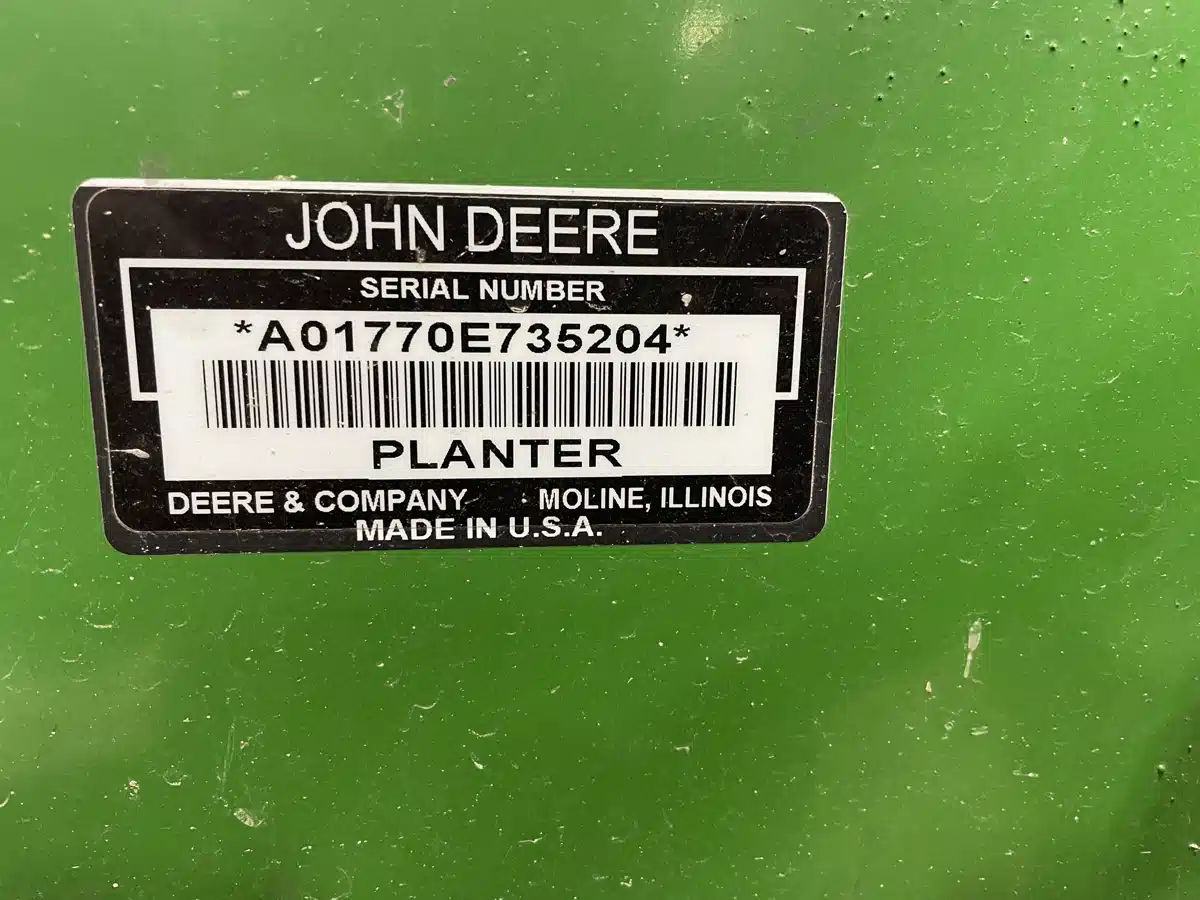 JOHN DEERE
SERIAL NUMBER
*A01770E735204*
PLANTER
DEERE & COMPANY MOLINE, ILLINOIS
MADE IN U.S.A.